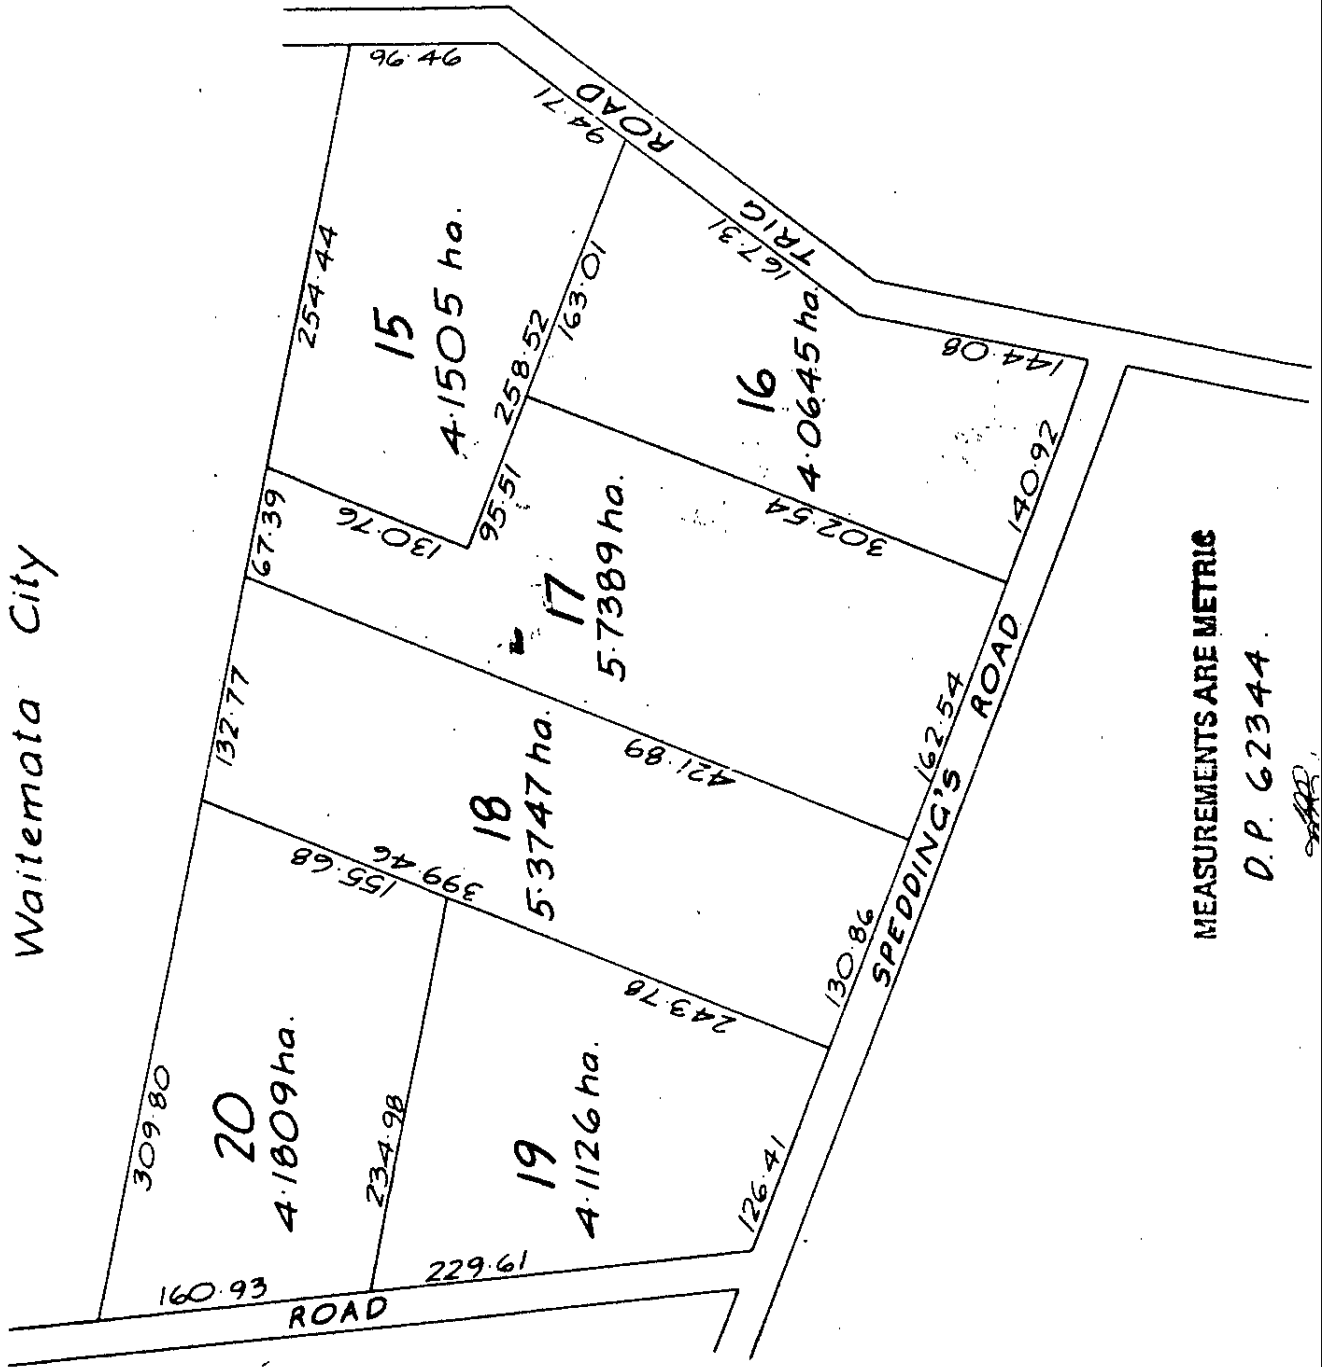 Waitemata City
309.80
132.77
67.39
254.44
96.46
94.71
ROAD
TRIG
167.31
144.08
15
4.1505 ha.
258.52
163.01
95.51
130.76
16
4.0645 ha.
302.54
140.92
17
5.7389 ha.
421.89
162.54
18
5.3747 ha.
399.46
155.68
243.78
130.86
20
4.1809 ha.
234.98
160.93
19
4.1126 ha.
229.61
126.41
ROAD
SPEDDING'S ROAD
MEASUREMENTS ARE METRIC
D.P. 62344.